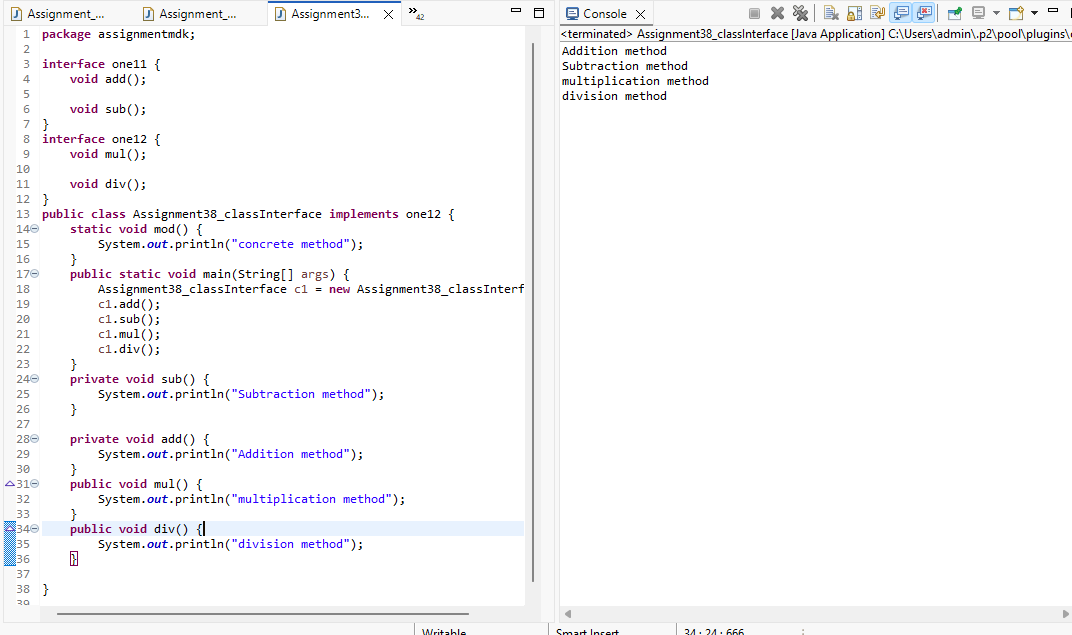 Assignment_...
Assignment_...
Assignment3...
»42
1 package assignmentmdk;
2
3 interface one11 {
4 void add();
5
6 void sub();
7 }
8 interface one12 {
9 void mul();
10
11 void div();
12 }
13 public class Assignment38_classInterface implements one12 {
14 static void mod() {
15 System.out.println("concrete method");
16 }
17 public static void main(String[] args) {
18 Assignment38_classInterface c1 = new Assignment38_classInterf
19 c1.add();
20 c1.sub();
21 c1.mul();
22 c1.div();
23 }
24 private void sub() {
25 System.out.println("Subtraction method");
26 }
27
28 private void add() {
29 System.out.println("Addition method");
30 }
31 public void mul() {
32 System.out.println("multiplication method");
33 }
34 public void div() {
35 System.out.println("division method");
36 }
37
38 }
39
Console
<terminated> Assignment38_classInterface [Java Application] C:\Users\admin\.p2\pool\plugins\
Addition method
Subtraction method
multiplication method
division method
Writable
Smart Insert
34 : 24 : 666